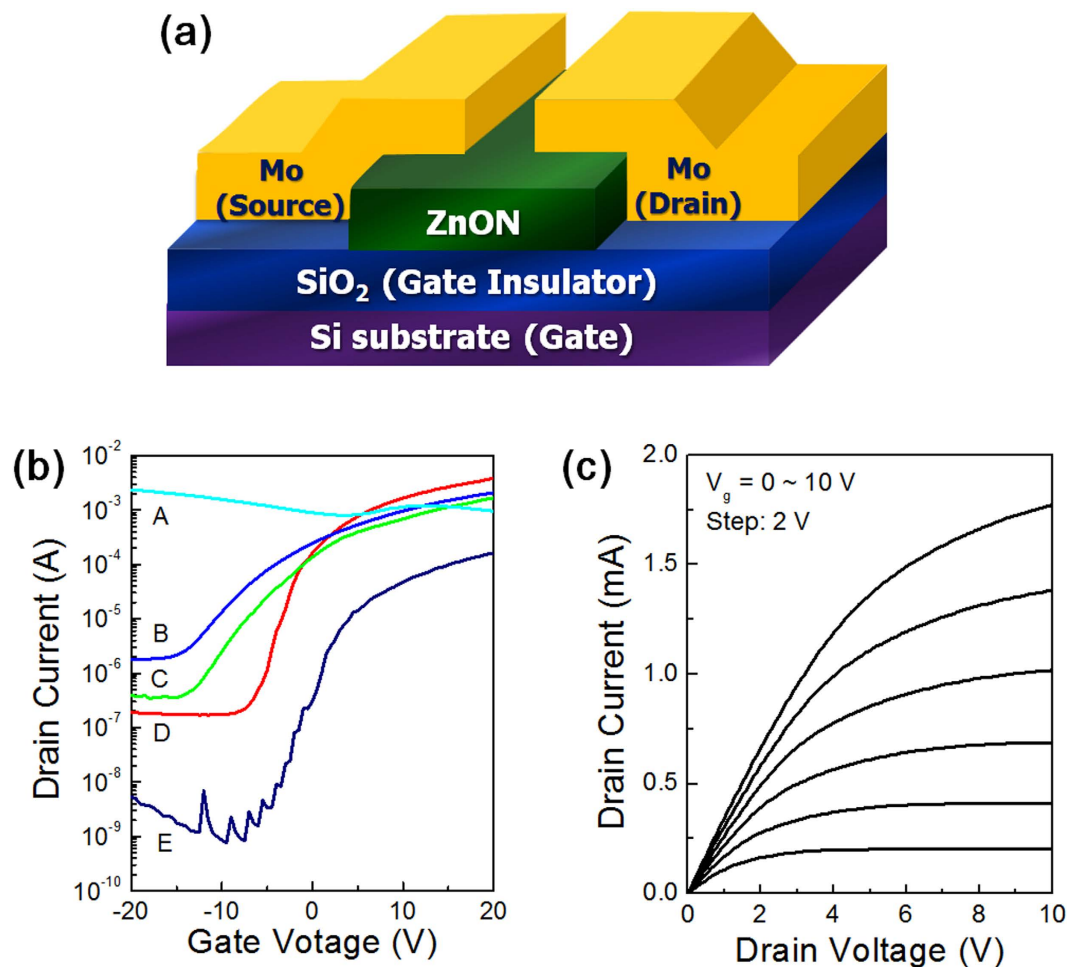 (a)
Mo
(Source)
Mo
(Drain)
ZnON
SiO₂ (Gate Insulator)
Si substrate (Gate)
(b)
Drain Current (A)
10⁻²
10⁻³
10⁻⁴
10⁻⁵
10⁻⁶
10⁻⁷
10⁻⁸
10⁻⁹
10⁻¹⁰
A
B
C
D
E
-20
-10
0
10
20
Gate Votage (V)
(c)
Drain Current (mA)
2.0
1.5
1.0
0.5
0.0
V_g = 0 ~ 10 V
Step: 2 V
0
2
4
6
8
10
Drain Voltage (V)